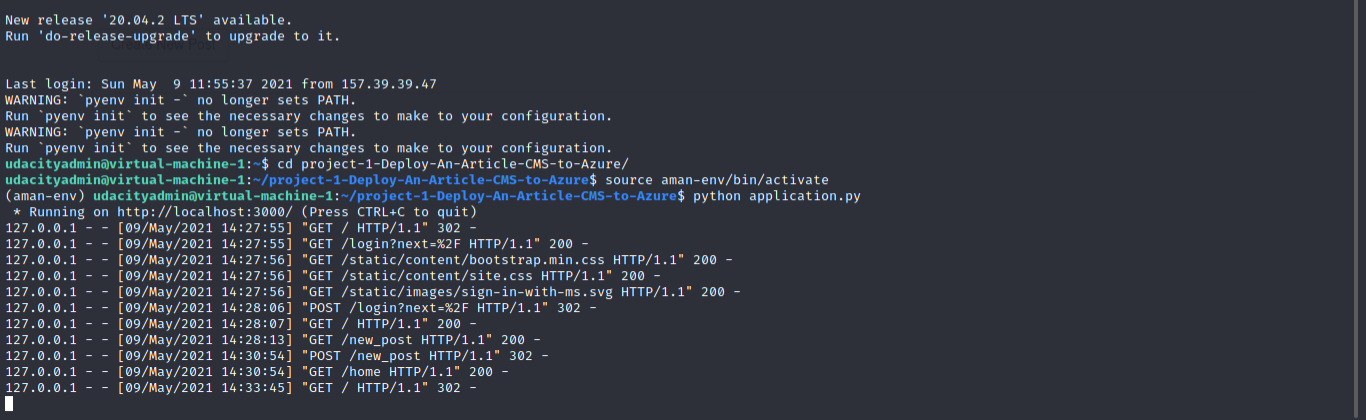 New release '20.04.2 LTS' available.
Run 'do-release-upgrade' to upgrade to it.
Create New Post
Last login: Sun May  9 11:55:37 2021 from 157.39.39.47
WARNING: `pyenv init -` no longer sets PATH.
Run `pyenv init` to see the necessary changes to make to your configuration.
WARNING: `pyenv init -` no longer sets PATH.
Run `pyenv init` to see the necessary changes to make to your configuration.
udacityadmin@virtual-machine-1:~$ cd project-1-Deploy-An-Article-CMS-to-Azure/
udacityadmin@virtual-machine-1:~/project-1-Deploy-An-Article-CMS-to-Azure$ source aman-env/bin/activate
(aman-env) udacityadmin@virtual-machine-1:~/project-1-Deploy-An-Article-CMS-to-Azure$ python application.py
 * Running on http://localhost:3000/ (Press CTRL+C to quit)
127.0.0.1 - - [09/May/2021 14:27:55] "GET / HTTP/1.1" 302 -
127.0.0.1 - - [09/May/2021 14:27:55] "GET /login?next=%2F HTTP/1.1" 200 -
127.0.0.1 - - [09/May/2021 14:27:56] "GET /static/content/bootstrap.min.css HTTP/1.1" 200 -
127.0.0.1 - - [09/May/2021 14:27:56] "GET /static/content/site.css HTTP/1.1" 200 -
127.0.0.1 - - [09/May/2021 14:27:56] "GET /static/images/sign-in-with-ms.svg HTTP/1.1" 200 -
127.0.0.1 - - [09/May/2021 14:28:06] "POST /login?next=%2F HTTP/1.1" 302 -
127.0.0.1 - - [09/May/2021 14:28:07] "GET / HTTP/1.1" 200 -
127.0.0.1 - - [09/May/2021 14:28:13] "GET /new_post HTTP/1.1" 200 -
127.0.0.1 - - [09/May/2021 14:30:54] "POST /new_post HTTP/1.1" 302 -
127.0.0.1 - - [09/May/2021 14:30:54] "GET /home HTTP/1.1" 200 -
127.0.0.1 - - [09/May/2021 14:33:45] "GET / HTTP/1.1" 302 -